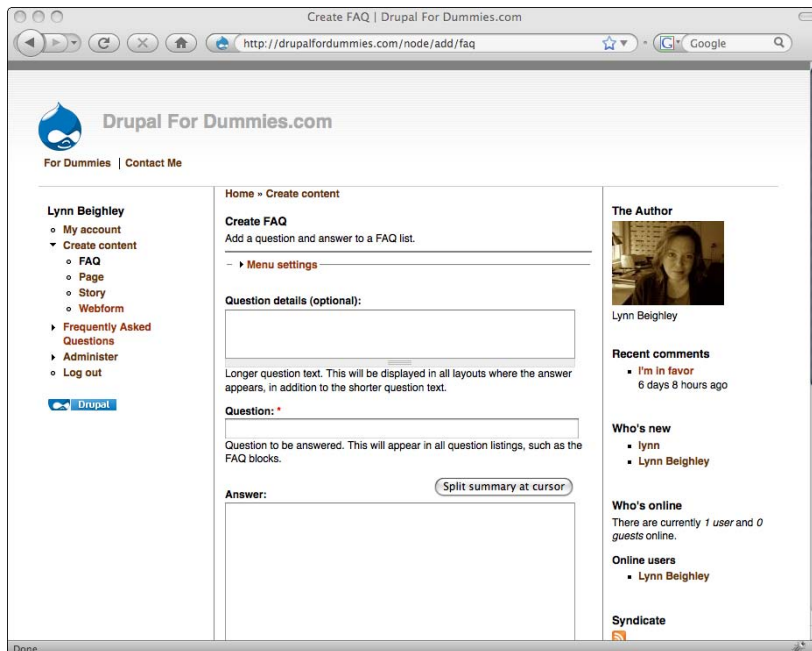 Create FAQ | Drupal For Dummies.com
http://drupalfordummies.com/node/add/faq
Google
Drupal For Dummies.com
For Dummies | Contact Me
Lynn Beighley
My account
Create content
FAQ
Page
Story
Webform
Frequently Asked
Questions
Administer
Log out
Drupal
Home » Create content
Create FAQ
Add a question and answer to a FAQ list.
Menu settings
Question details (optional):
Longer question text. This will be displayed in all layouts where the answer
appears, in addition to the shorter question text.
Question: *
Question to be answered. This will appear in all question listings, such as the
FAQ blocks.
Split summary at cursor
Answer:
The Author
Lynn Beighley
Recent comments
I'm in favor
6 days 8 hours ago
Who's new
lynn
Lynn Beighley
Who's online
There are currently 1 user and 0
guests online.
Online users
Lynn Beighley
Syndicate
Done